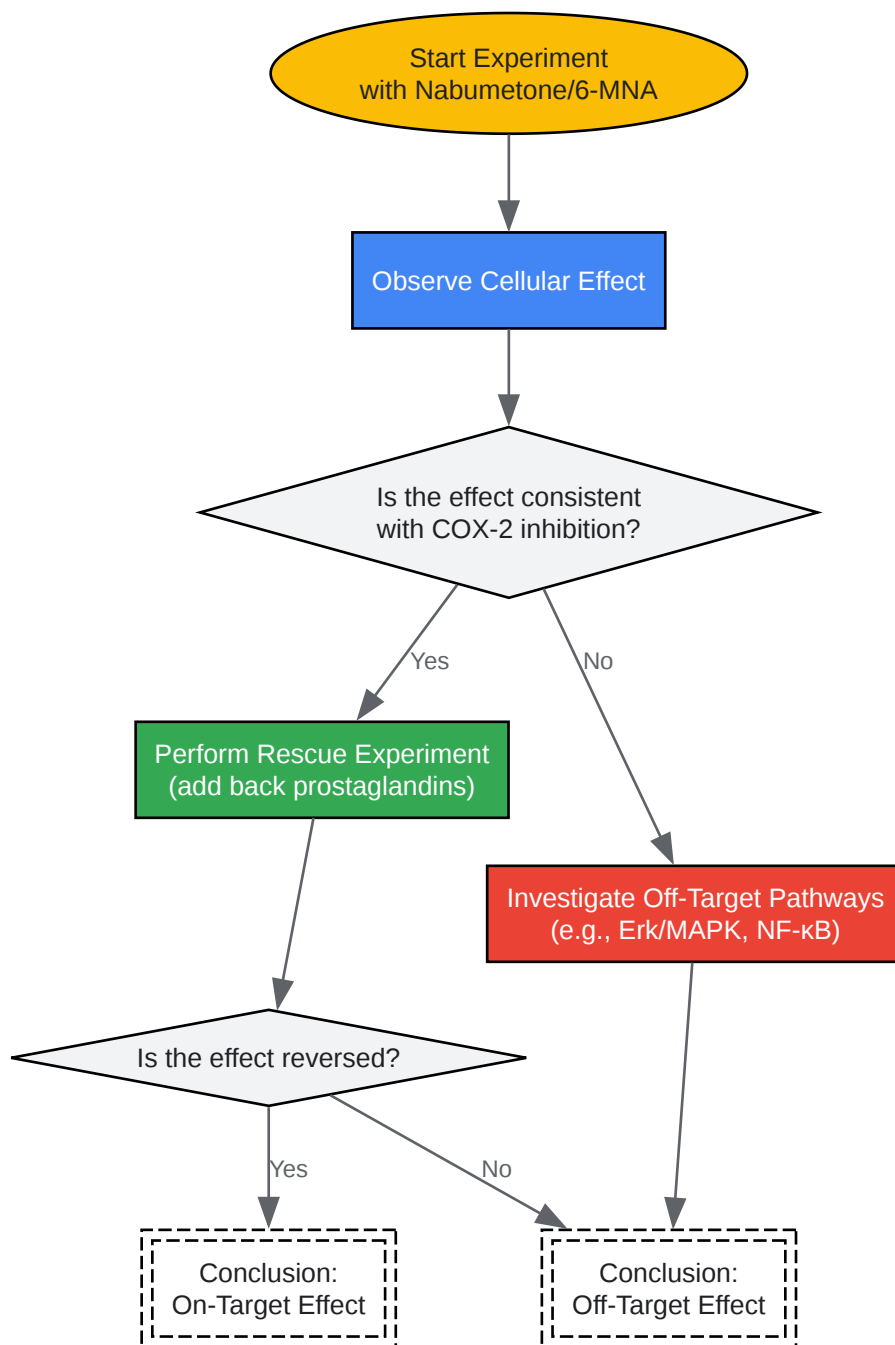 Start Experiment
with Nabumetone/6-MNA
Observe Cellular Effect
Is the effect consistent
with COX-2 inhibition?
Yes
No
Perform Rescue Experiment
(add back prostaglandins)
Investigate Off-Target Pathways
(e.g., Erk/MAPK, NF-κB)
Is the effect reversed?
Yes
No
Conclusion:
On-Target Effect
Conclusion:
Off-Target Effect